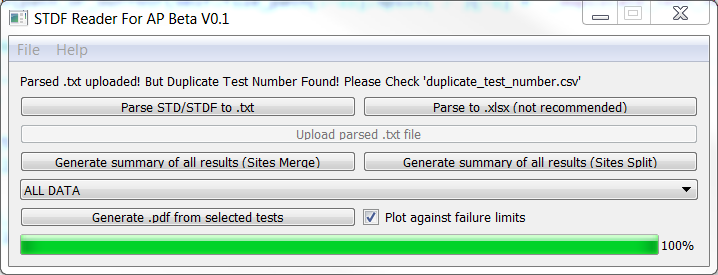 STDF Reader For AP Beta V0.1
File Help
Parsed .txt uploaded! But Duplicate Test Number Found! Please Check 'duplicate_test_number.csv'
Parse STD/STDF to .txt Parse to .xlsx (not recommended)
Upload parsed .txt file
Generate summary of all results (Sites Merge) Generate summary of all results (Sites Split)
ALL DATA
Generate .pdf from selected tests Plot against failure limits
100%